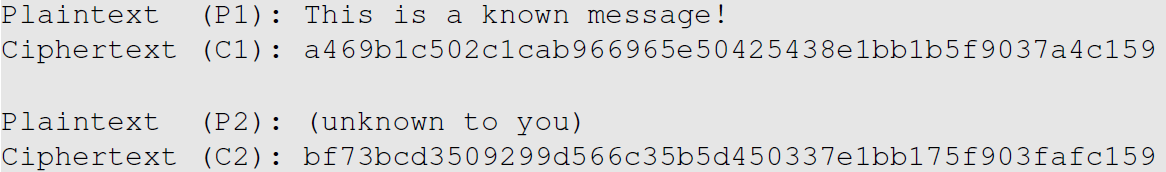 Plaintext (P1): This is a known message!
Ciphertext (C1): a469b1c502c1cab966965e50425438e1bb1b5f9037a4c159
Plaintext (P2): (unknown to you)
Ciphertext (C2): bf73bcd3509299d566c35b5d450337e1bb175f903fafc159